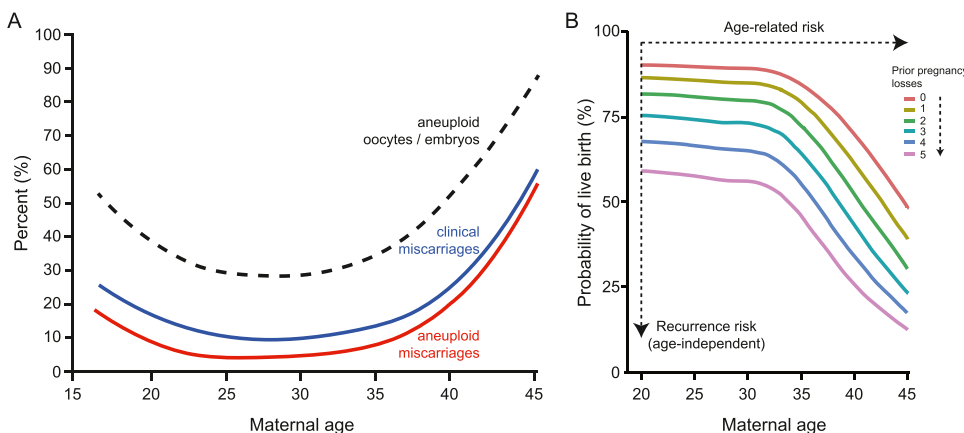 A
100
90
80
70
60
50
40
30
20
10
0
Percent (%)
aneuploid
oocytes / embryos
clinical
miscarriages
aneuploid
miscarriages
15
20
25
30
35
40
45
Maternal age
B
Age-related risk
100
75
50
25
0
Probability of live birth (%)
Prior pregnancy
losses
0
1
2
3
4
5
Recurrence risk
(age-independent)
20
25
30
35
40
45
Maternal age